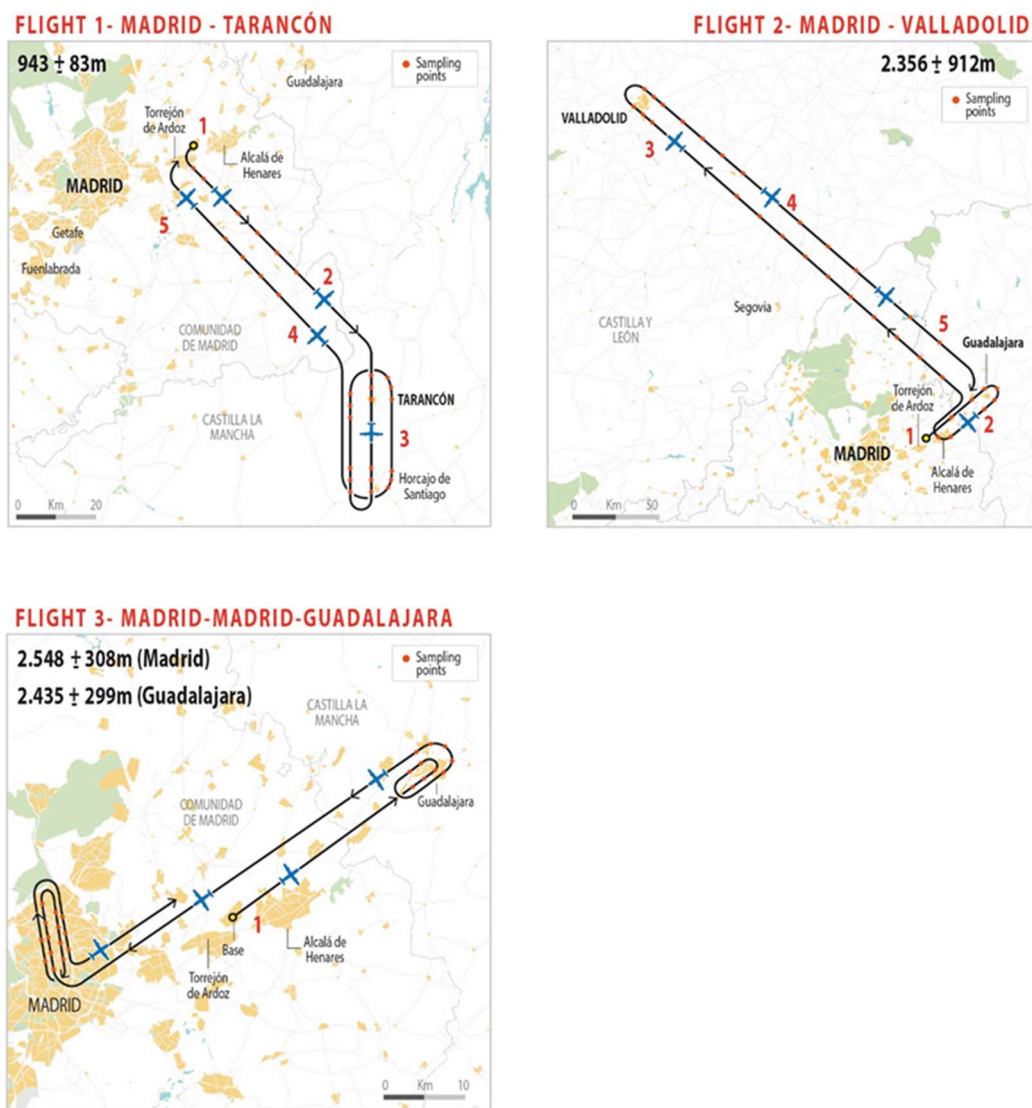 FLIGHT 1- MADRID - TARANCÓN
943 ± 83m
Sampling
points
Guadalajara
Torrejón
de Ardoz
1
Alcalá de
Henares
MADRID
5
Getafe
Fuenlabrada
2
4
COMUNIDAD
DE MADRID
TARANCÓN
CASTILLA LA
MANCHA
3
Horcajo de
Santiago
0 Km 20
FLIGHT 2- MADRID - VALLADOLID
2.356 ± 912m
Sampling
points
VALLADOLID
3
4
Segovia
CASTILLA Y
LEÓN
5
Guadalajara
Torrejón
de Ardoz
1
2
MADRID
Alcalá de
Henares
0 Km 50
FLIGHT 3- MADRID-MADRID-GUADALAJARA
2.548 ± 308m (Madrid)
2.435 ± 299m (Guadalajara)
Sampling
points
CASTILLA LA
MANCHA
COMUNIDAD
DE MADRID
Guadalajara
1
Base
Alcalá de
Henares
Torrejón
de Ardoz
MADRID
0 Km 10